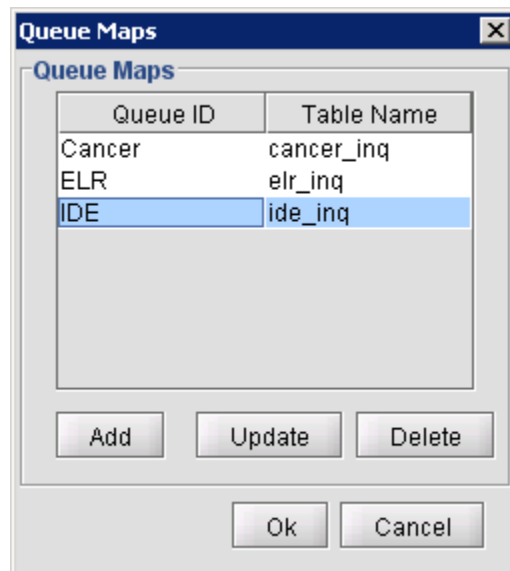 Queue Maps
Queue Maps
Queue ID Table Name
Cancer cancer_inq
ELR elr_inq
IDE ide_inq
Add Update Delete
Ok Cancel